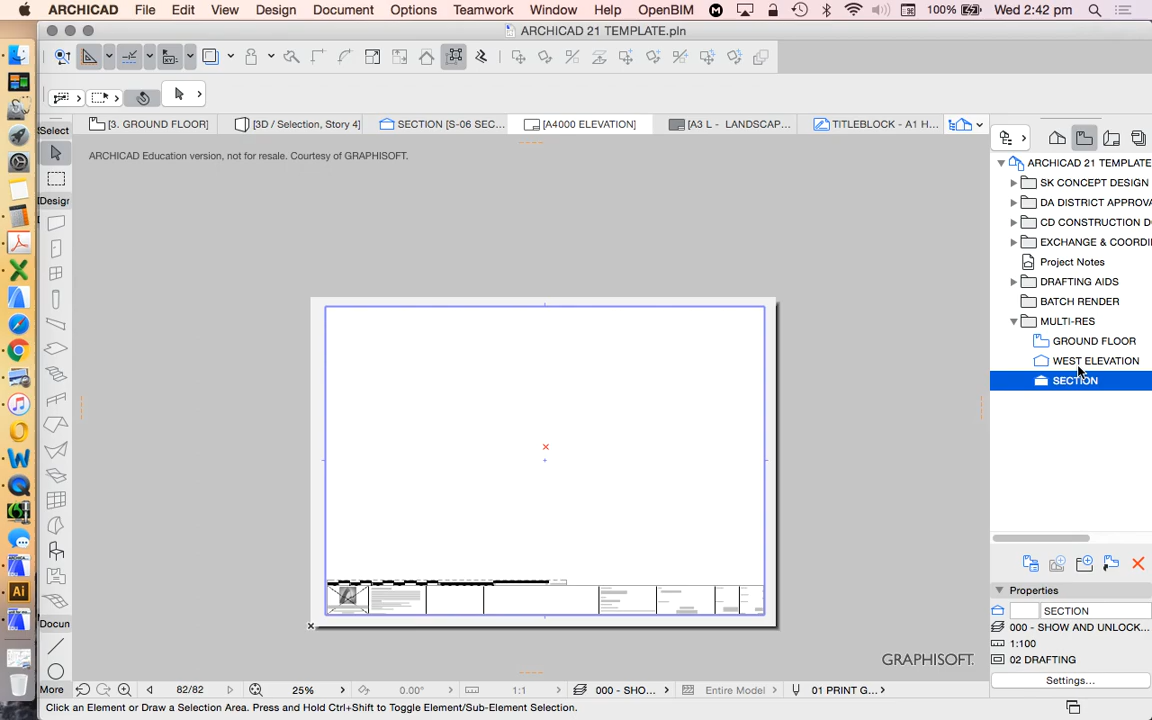 ARCHICAD File Edit View Design Document Options Teamwork Window Help OpenBIM 100% Wed 2:42 pm
ARCHICAD 21 TEMPLATE.pln
[3. GROUND FLOOR] [3D / Selection, Story 4] SECTION [S-06 SEC... [A4000 ELEVATION] [A3 L - LANDSCAP... TITLEBLOCK - A1 H...
Select
ARCHICAD Education version, not for resale. Courtesy of GRAPHISOFT.
ARCHICAD 21 TEMPLATE
SK CONCEPT DESIGN
Desigr
DA DISTRICT APPROVA
CD CONSTRUCTION DO
EXCHANGE & COORDI
Project Notes
DRAFTING AIDS
BATCH RENDER
MULTI-RES
GROUND FLOOR
WEST ELEVATION
SECTION
Properties
SECTION
Docun
000 - SHOW AND UNLOCK...
1:100
GRAPHISOFT.
02 DRAFTING
Settings...
More 82/82 25% 0.00° 1:1 000 - SHO... Entire Model 01 PRINT G...
Click an Element or Draw a Selection Area. Press and Hold Ctrl+Shift to Toggle Element/Sub-Element Selection.